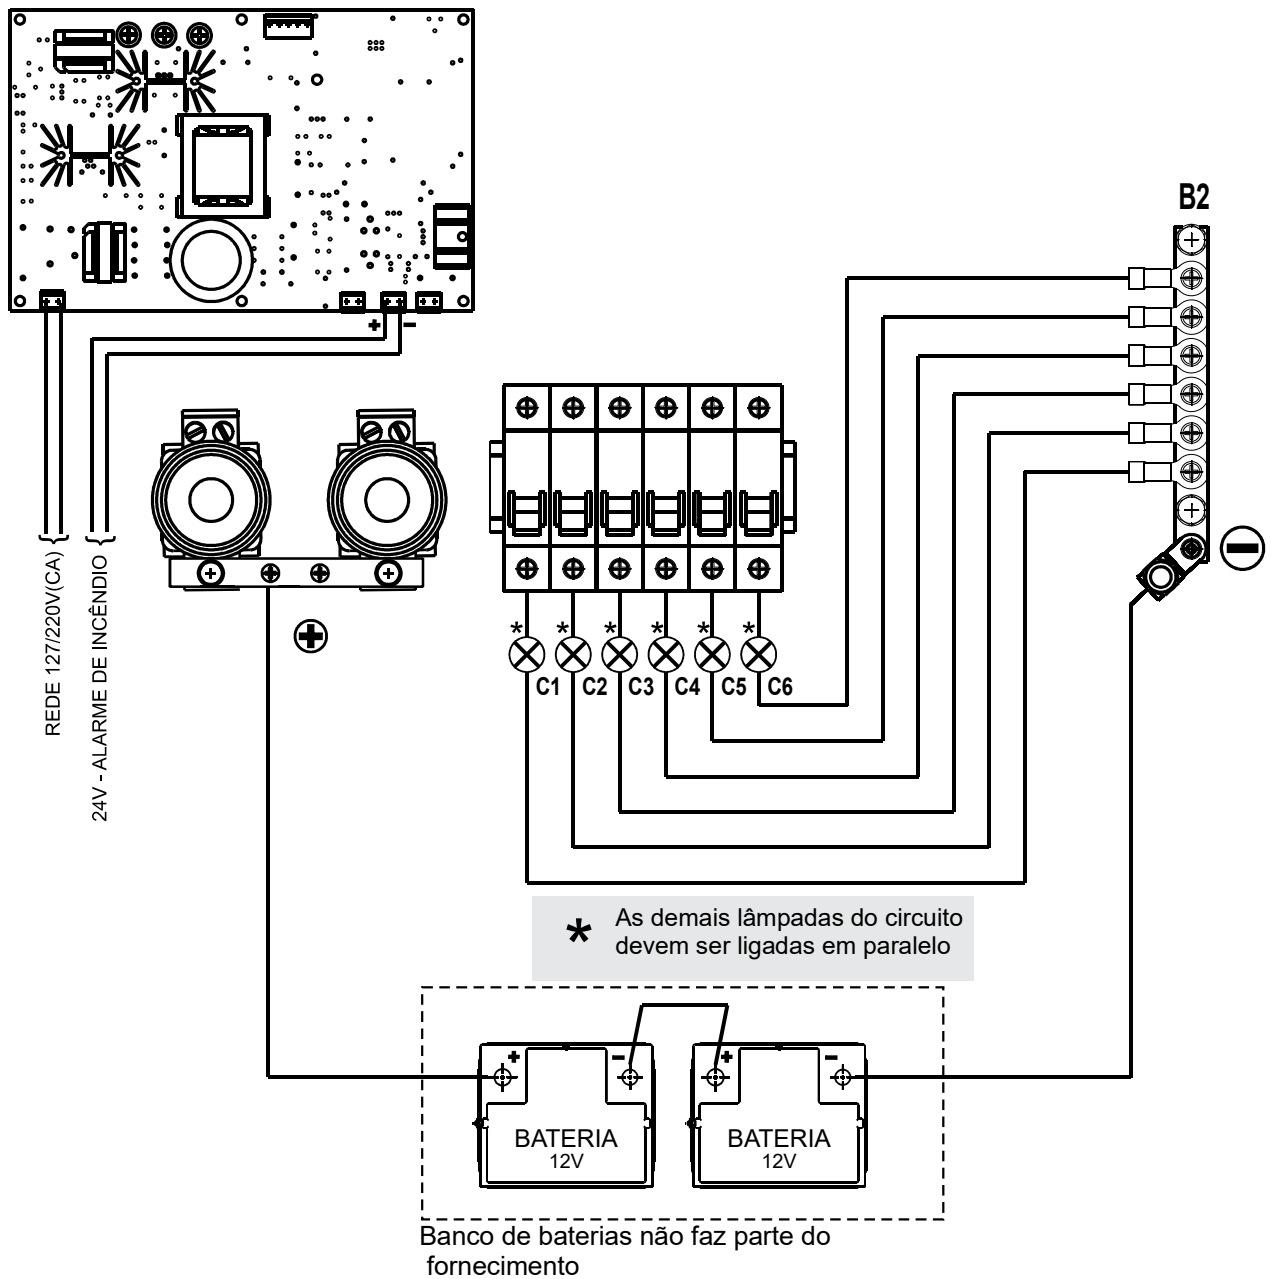 B2
+ −
REDE 127/220V(CA)
24V - ALARME DE INCÊNDIO
* * * * * *
C1 C2 C3 C4 C5 C6
* As demais lâmpadas do circuito
devem ser ligadas em paralelo
+ − + −
BATERIA BATERIA
12V 12V
Banco de baterias não faz parte do
fornecimento